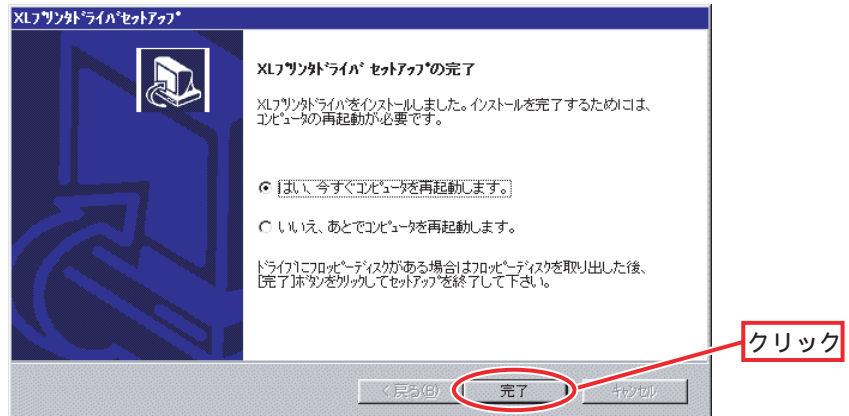 XLﾌﾟﾘﾝﾀﾄﾞﾗｲﾊﾞｾｯﾄｱｯﾌﾟ
XLﾌﾟﾘﾝﾀﾄﾞﾗｲﾊﾞ ｾｯﾄｱｯﾌﾟの完了
XLﾌﾟﾘﾝﾀﾄﾞﾗｲﾊﾞをｲﾝｽﾄｰﾙしました。ｲﾝｽﾄｰﾙを完了するためには、
ｺﾝﾋﾟｭｰﾀの再起動が必要です。
はい、今すぐｺﾝﾋﾟｭｰﾀを再起動します。
いいえ、あとでｺﾝﾋﾟｭｰﾀを再起動します。
ﾄﾞﾗｲﾌﾞにﾌﾛｯﾋﾟｰﾃﾞｨｽｸがある場合はﾌﾛｯﾋﾟｰﾃﾞｨｽｸを取り出した後、
[完了]ﾎﾞﾀﾝをｸﾘｯｸしてｾｯﾄｱｯﾌﾟを終了して下さい。
クリック
< 戻る(B)
完了
ｷｬﾝｾﾙ